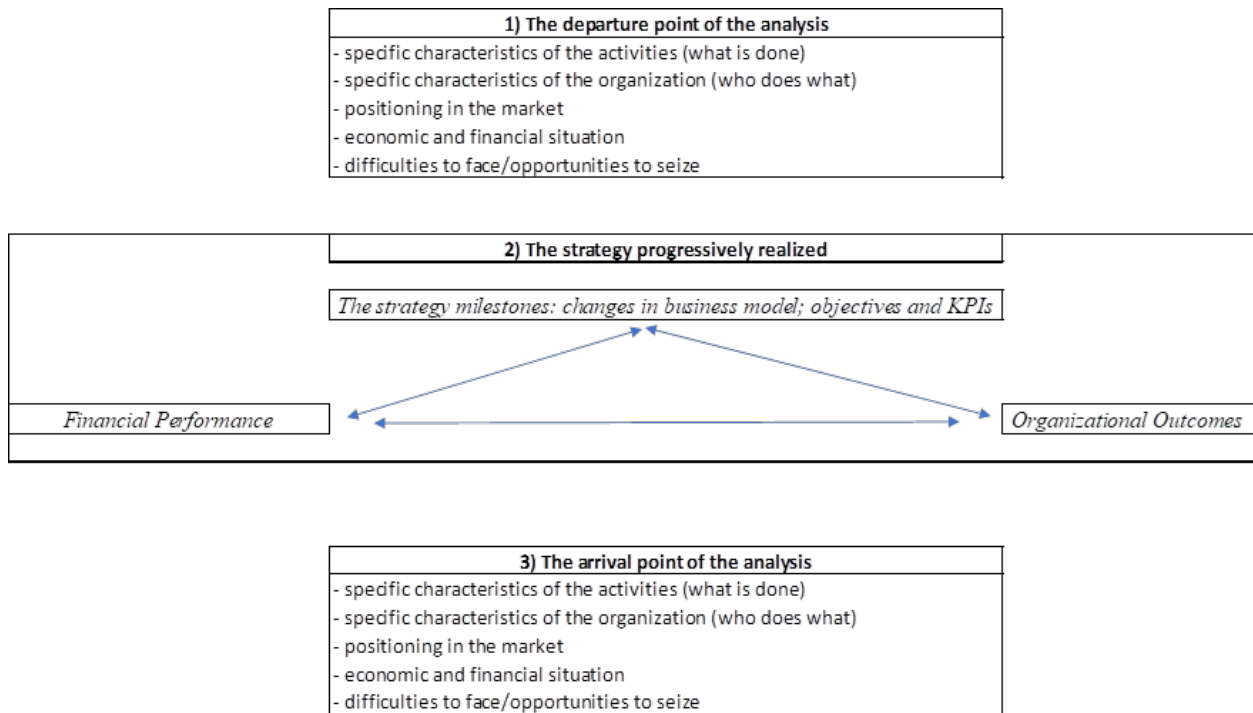 1) The departure point of the analysis
- specific characteristics of the activities (what is done)
- specific characteristics of the organization (who does what)
- positioning in the market
- economic and financial situation
- difficulties to face/opportunities to seize
2) The strategy progressively realized
The strategy milestones: changes in business model; objectives and KPIs
Financial Performance
Organizational Outcomes
3) The arrival point of the analysis
- specific characteristics of the activities (what is done)
- specific characteristics of the organization (who does what)
- positioning in the market
- economic and financial situation
- difficulties to face/opportunities to seize